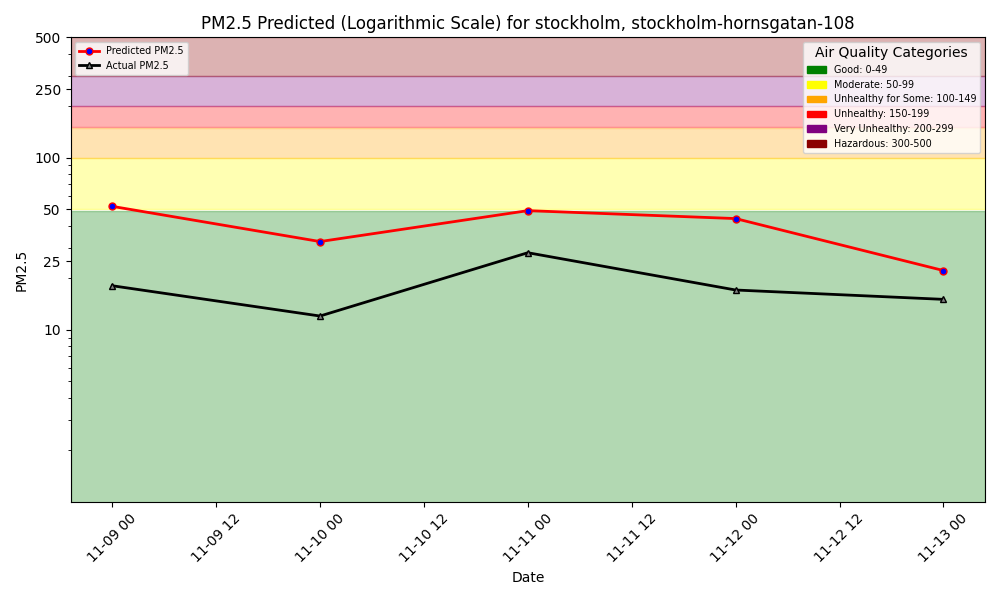 PM2.5 Predicted (Logarithmic Scale) for stockholm, stockholm-hornsgatan-108
Predicted PM2.5
Actual PM2.5
Air Quality Categories
Good: 0-49
Moderate: 50-99
Unhealthy for Some: 100-149
Unhealthy: 150-199
Very Unhealthy: 200-299
Hazardous: 300-500
PM2.5
500
250
100
50
25
10
11-09 00
11-09 12
11-10 00
11-10 12
11-11 00
11-11 12
11-12 00
11-12 12
11-13 00
Date